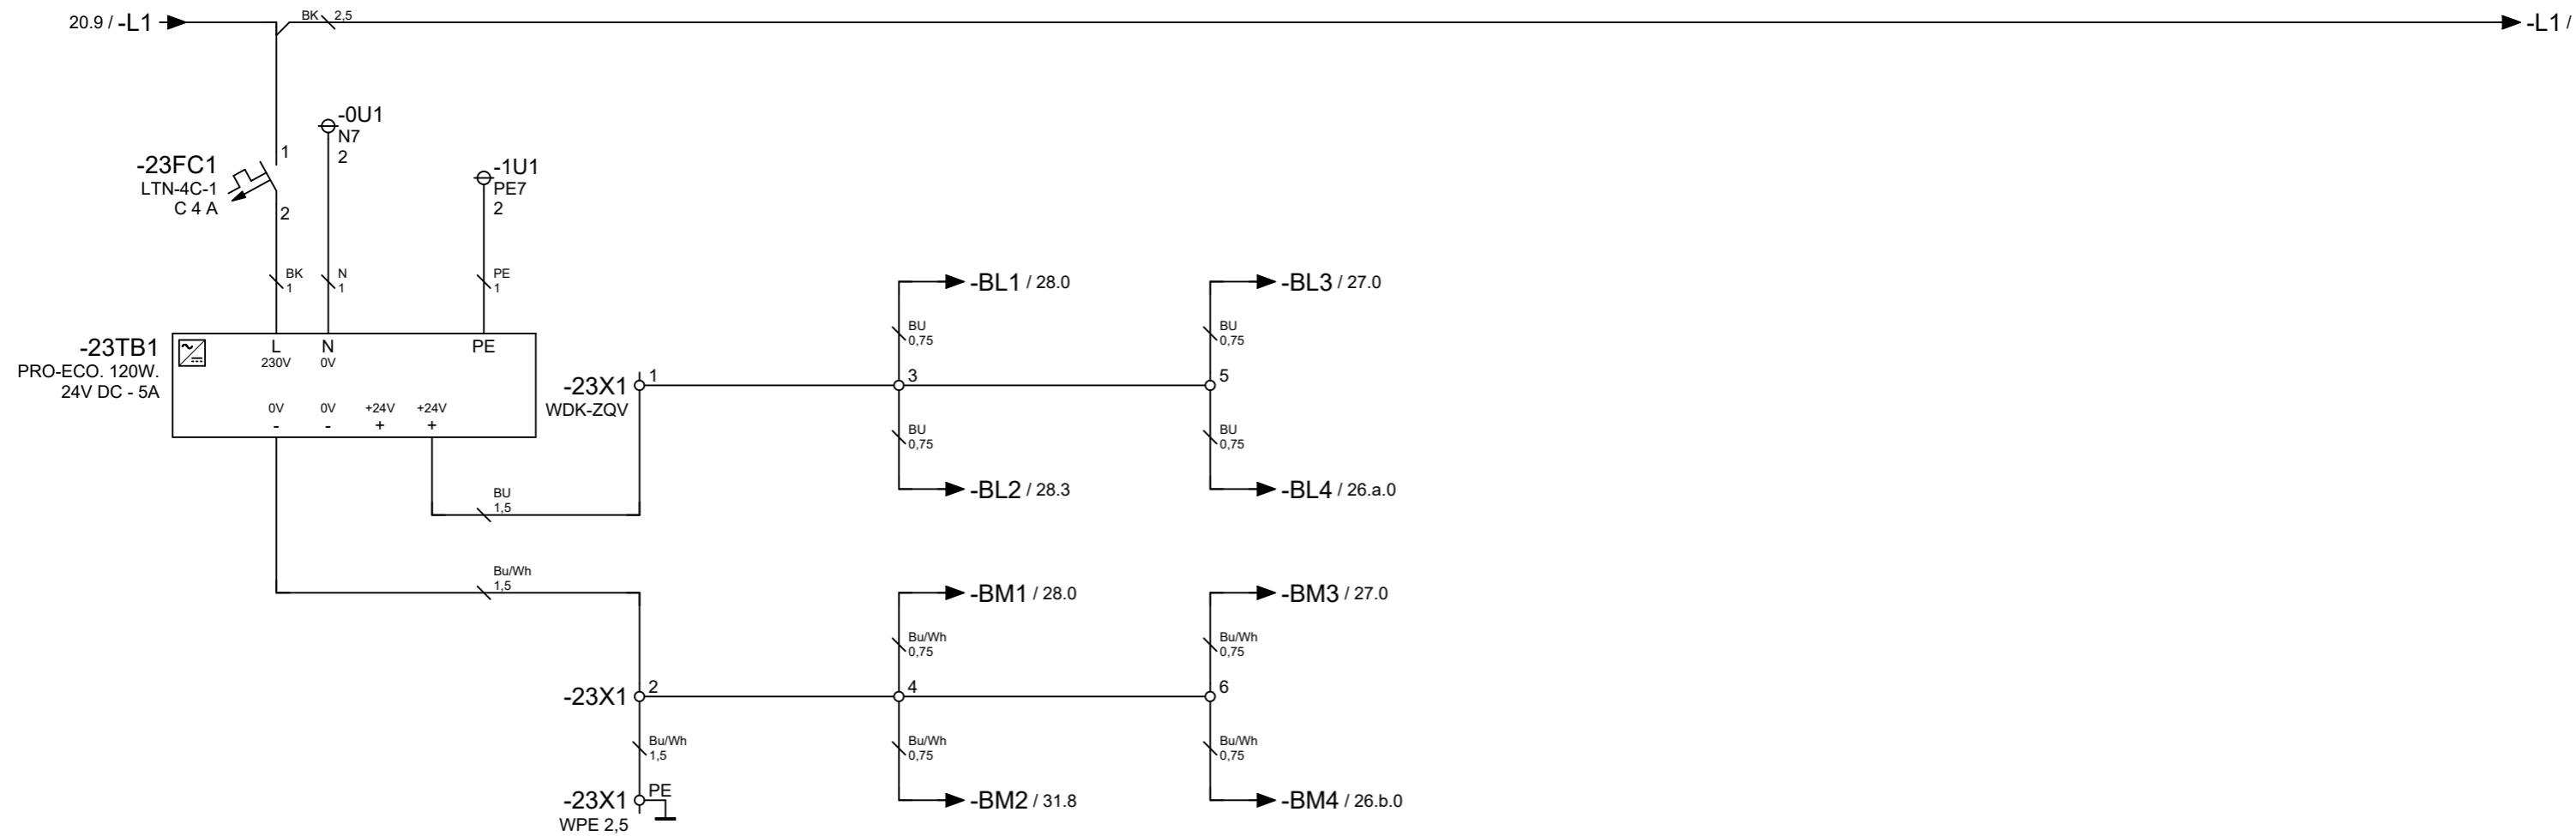 20.9 / -L1
BK 2,5
-L1 /
-0U1
N7
2
-23FC1
LTN-4C-1
C 4 A
1
2
-1U1
PE7
2
BK
1
N
1
PE
1
-23TB1
PRO-ECO. 120W.
24V DC - 5A
L N PE
230V 0V
0V 0V +24V +24V
- - + +
-BL1 / 28.0
-BL3 / 27.0
BU
0,75
BU
0,75
-23X1 1
WDK-ZQV
3
5
BU
0,75
BU
0,75
-BL2 / 28.3
-BL4 / 26.a.0
BU
1,5
Bu/Wh
1,5
-BM1 / 28.0
-BM3 / 27.0
Bu/Wh
0,75
Bu/Wh
0,75
-23X1 2
4
6
Bu/Wh
1,5
Bu/Wh
0,75
Bu/Wh
0,75
-23X1 PE
WPE 2,5
-BM2 / 31.8
-BM4 / 26.b.0